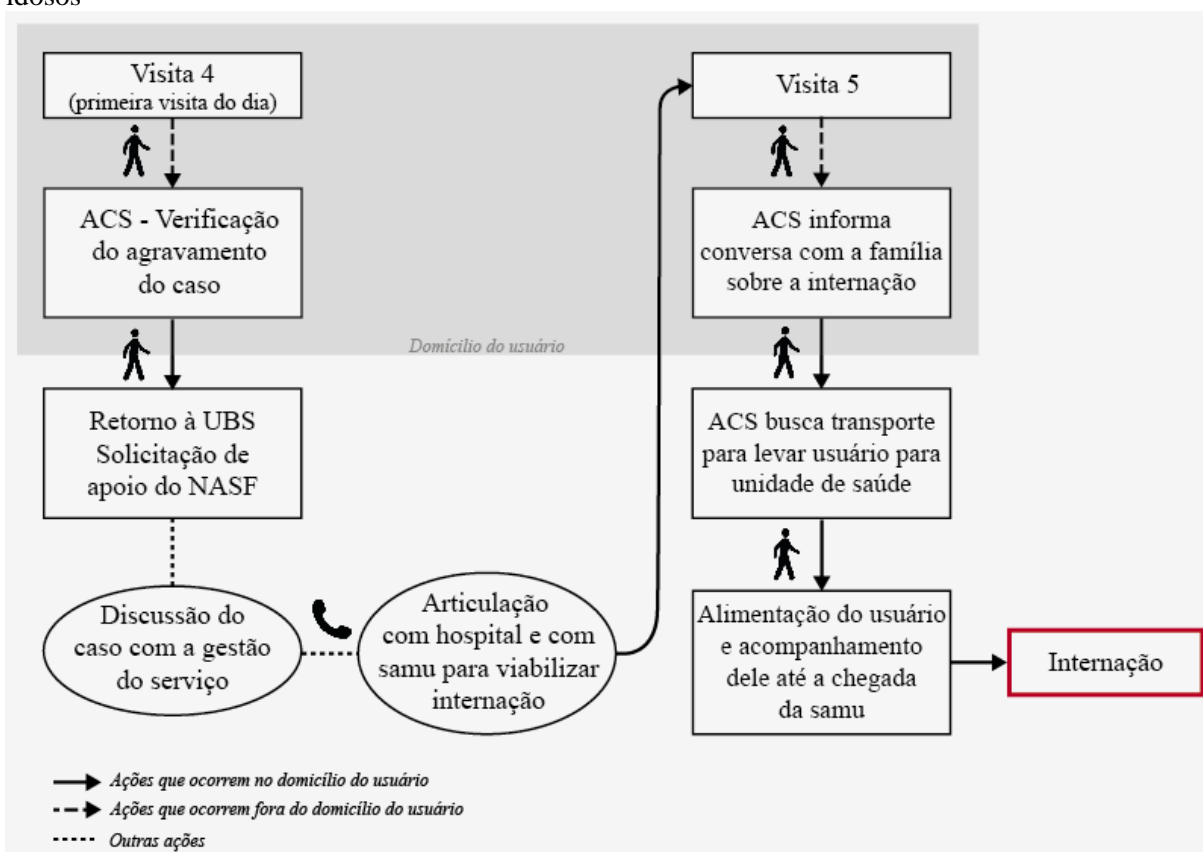 idosos
Visita 4
(primeira visita do dia)
ACS - Verificação
do agravamento
do caso
Retorno à UBS
Solicitação de
apoio do NASF
Discussão do
caso com a gestão
do serviço
Articulação
com hospital e com
samu para viabilizar
internação
Domícilio do usuário
Visita 5
ACS informa
conversa com a família
sobre a internação
ACS busca transporte
para levar usuário para
unidade de saúde
Alimentação do usuário
e acompanhamento
dele até a chegada
da samu
Internação
Ações que ocorrem no domicílio do usuário
Ações que ocorrem fora do domicílio do usuário
Outras ações